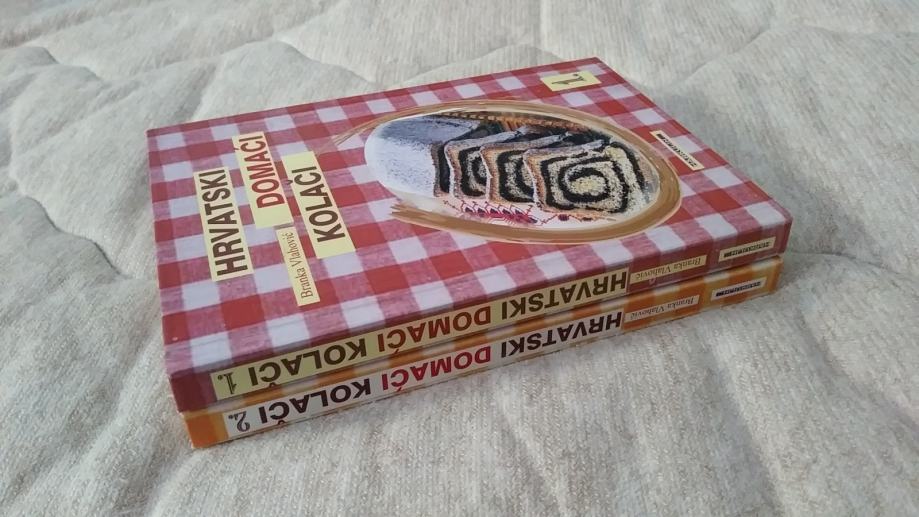 HRVATSKI
DOMAĆI
KOLAČI
Branka Vlahović
1.
HRVATSKI DOMAĆI KOLAČI 1.
Branka Vlahović
HRVATSKI DOMAĆI KOLAČI 2.
Branka Vlahović